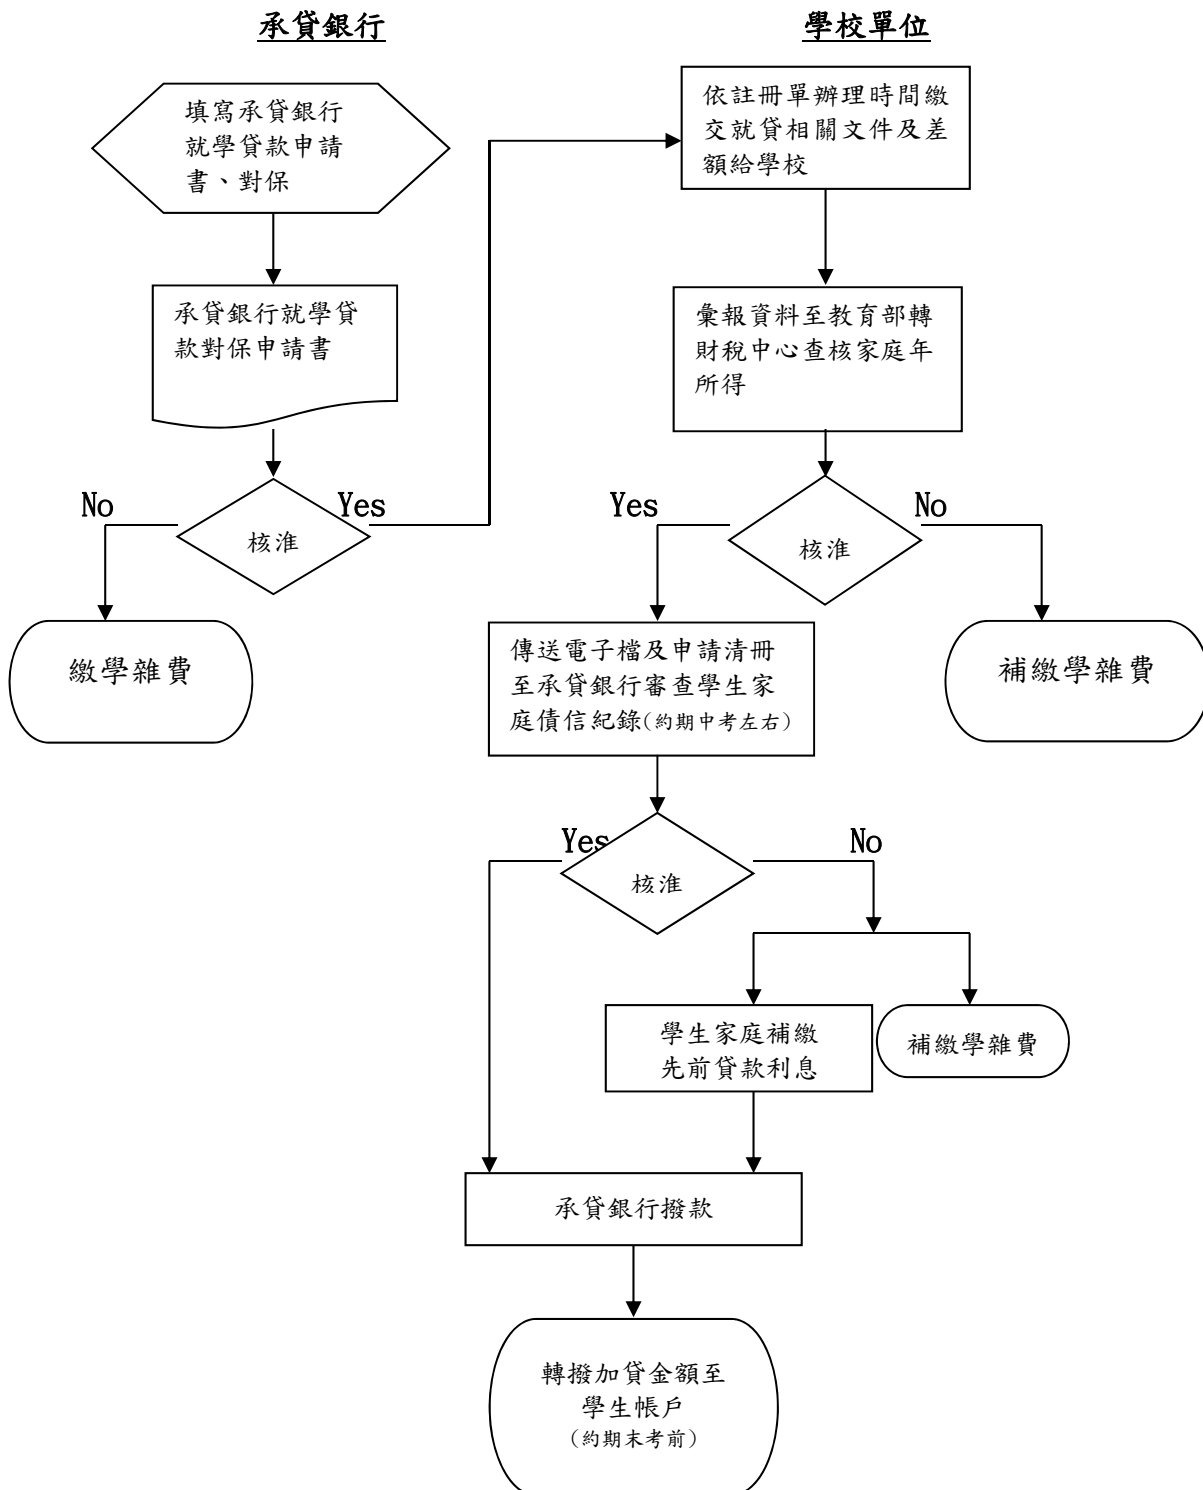 承貸銀行
學校單位
填寫承貸銀行
就學貸款申請
書、對保
依註冊單辦理時間繳
交就貸相關文件及差
額給學校
承貸銀行就學貸
款對保申請書
彙報資料至教育部轉
財稅中心查核家庭年
所得
No
Yes
核淮
Yes
No
核淮
繳學雜費
傳送電子檔及申請清冊
至承貸銀行審查學生家
庭債信紀錄(約期中考左右)
補繳學雜費
Yes
No
核淮
學生家庭補繳
先前貸款利息
補繳學雜費
承貸銀行撥款
轉撥加貸金額至
學生帳戶
(約期末考前)